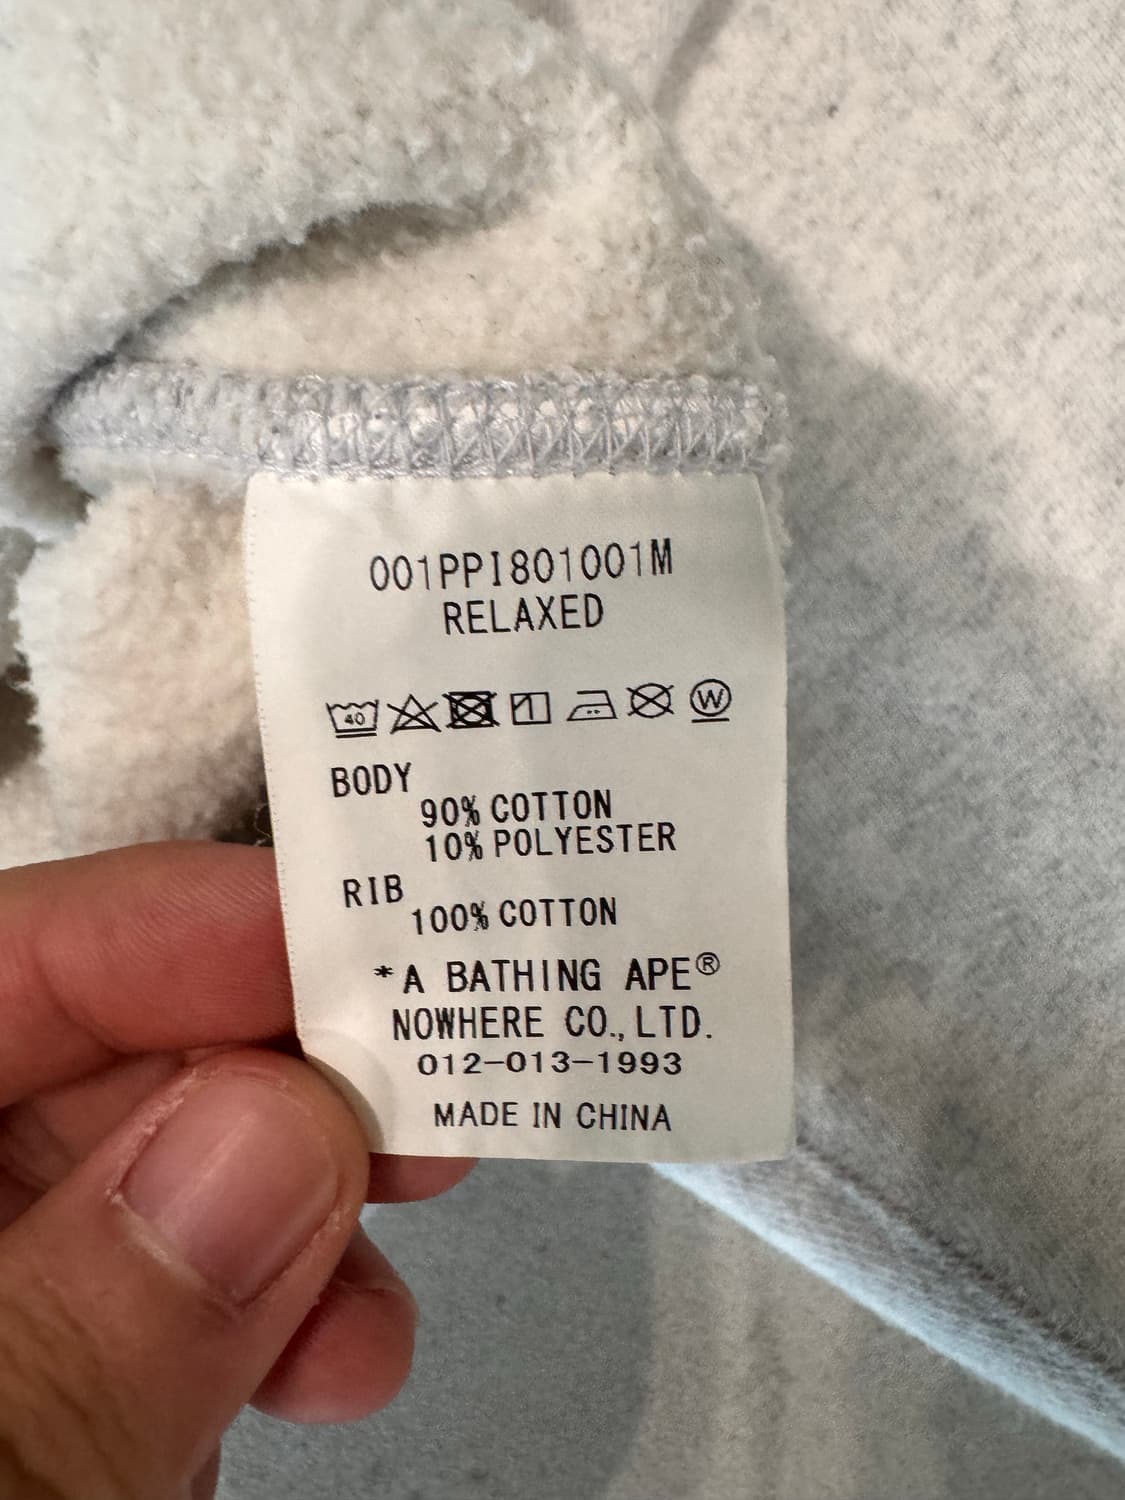 001PPI801001M
RELAXED
40 W
BODY
90% COTTON
10% POLYESTER
RIB
100% COTTON
*A BATHING APE®
NOWHERE CO., LTD.
012-013-1993
MADE IN CHINA